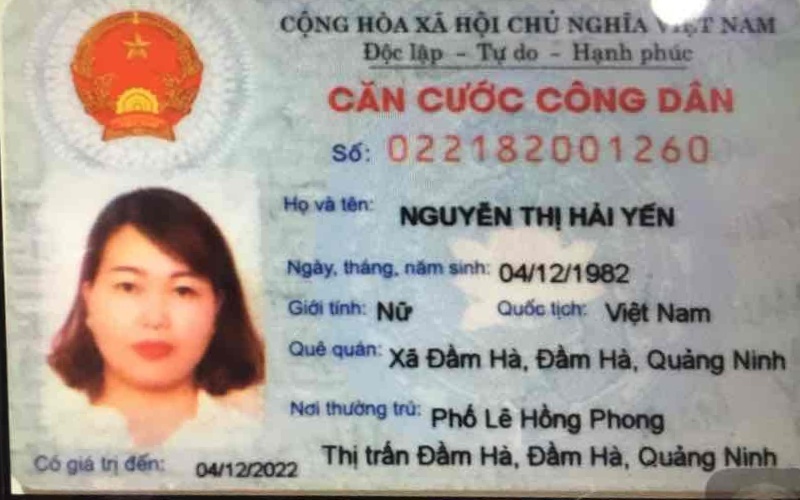 CỘNG HÒA XÃ HỘI CHỦ NGHĨA VIỆT NAM
Độc lập - Tự do - Hạnh phúc
CĂN CƯỚC CÔNG DÂN
Số: 022182001260
Họ và tên: NGUYỄN THỊ HẢI YẾN
Ngày, tháng, năm sinh: 04/12/1982
Giới tính: Nữ Quốc tịch: Việt Nam
Quê quán: Xã Đầm Hà, Đầm Hà, Quảng Ninh
Nơi thường trú: Phố Lê Hồng Phong
Thị trấn Đầm Hà, Đầm Hà, Quảng Ninh
Có giá trị đến: 04/12/2022